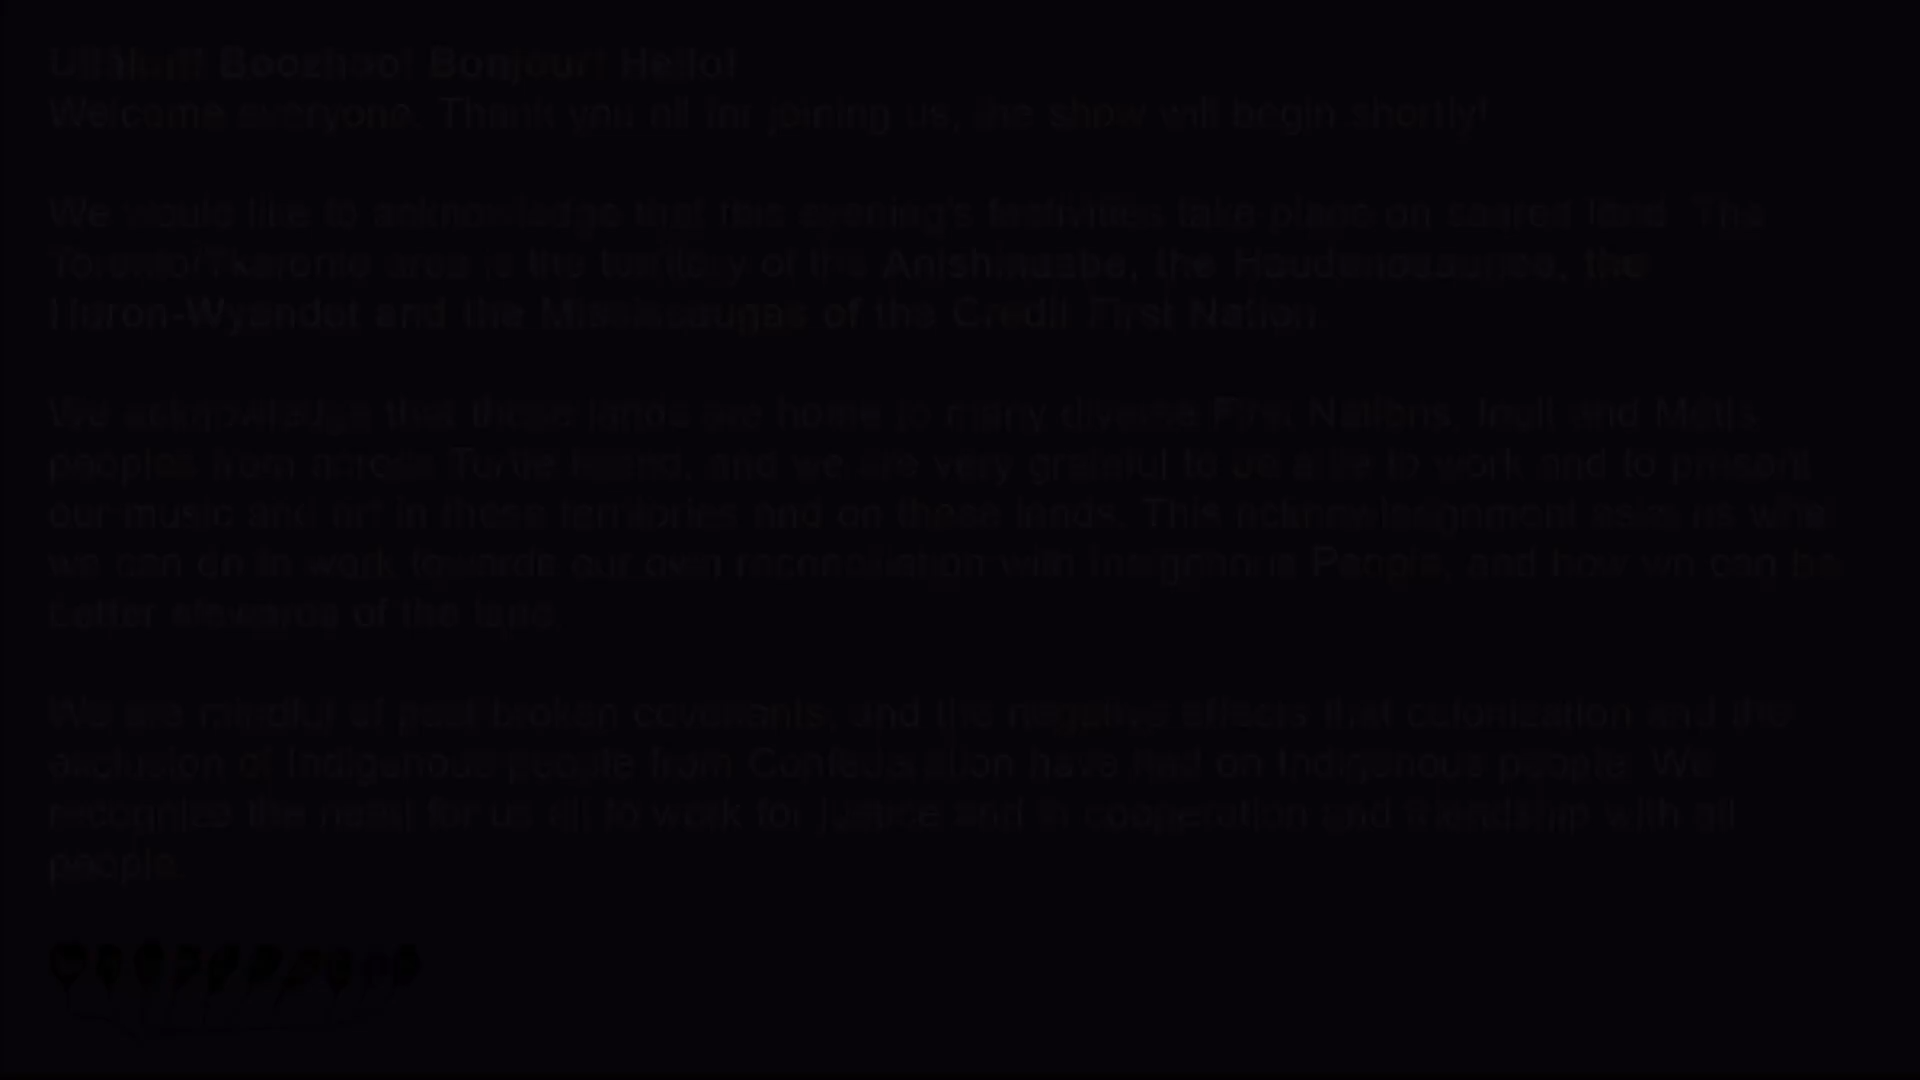 Ullàkut! Boozhoo! Bonjour! Hello!
Welcome everyone. Thank you all for joining us, the show will begin shortly!
We would like to acknowledge that this evening's festivities take place on sacred land. The
Toronto/Tkaronto area is the territory of the Anishinaabe, the Haudenosaunee, the
Huron-Wyandot and the Mississaugas of the Credit First Nation.
We acknowledge that these lands are home to many diverse First Nations, Inuit and Métis
peoples from across Turtle Island, and we are very grateful to be able to work and to present
our music and art in these territories and on these lands. This acknowledgment asks us what
we can do to work towards our own reconciliation with Indigenous People, and how we can be
better stewards of the land.
We are mindful of past broken covenants, and the negative effects that colonization and the
exclusion of Indigenous people from Confederation have had on Indigenous people. We
recognize the need for us all to work for justice and in cooperation and friendship with all
people.